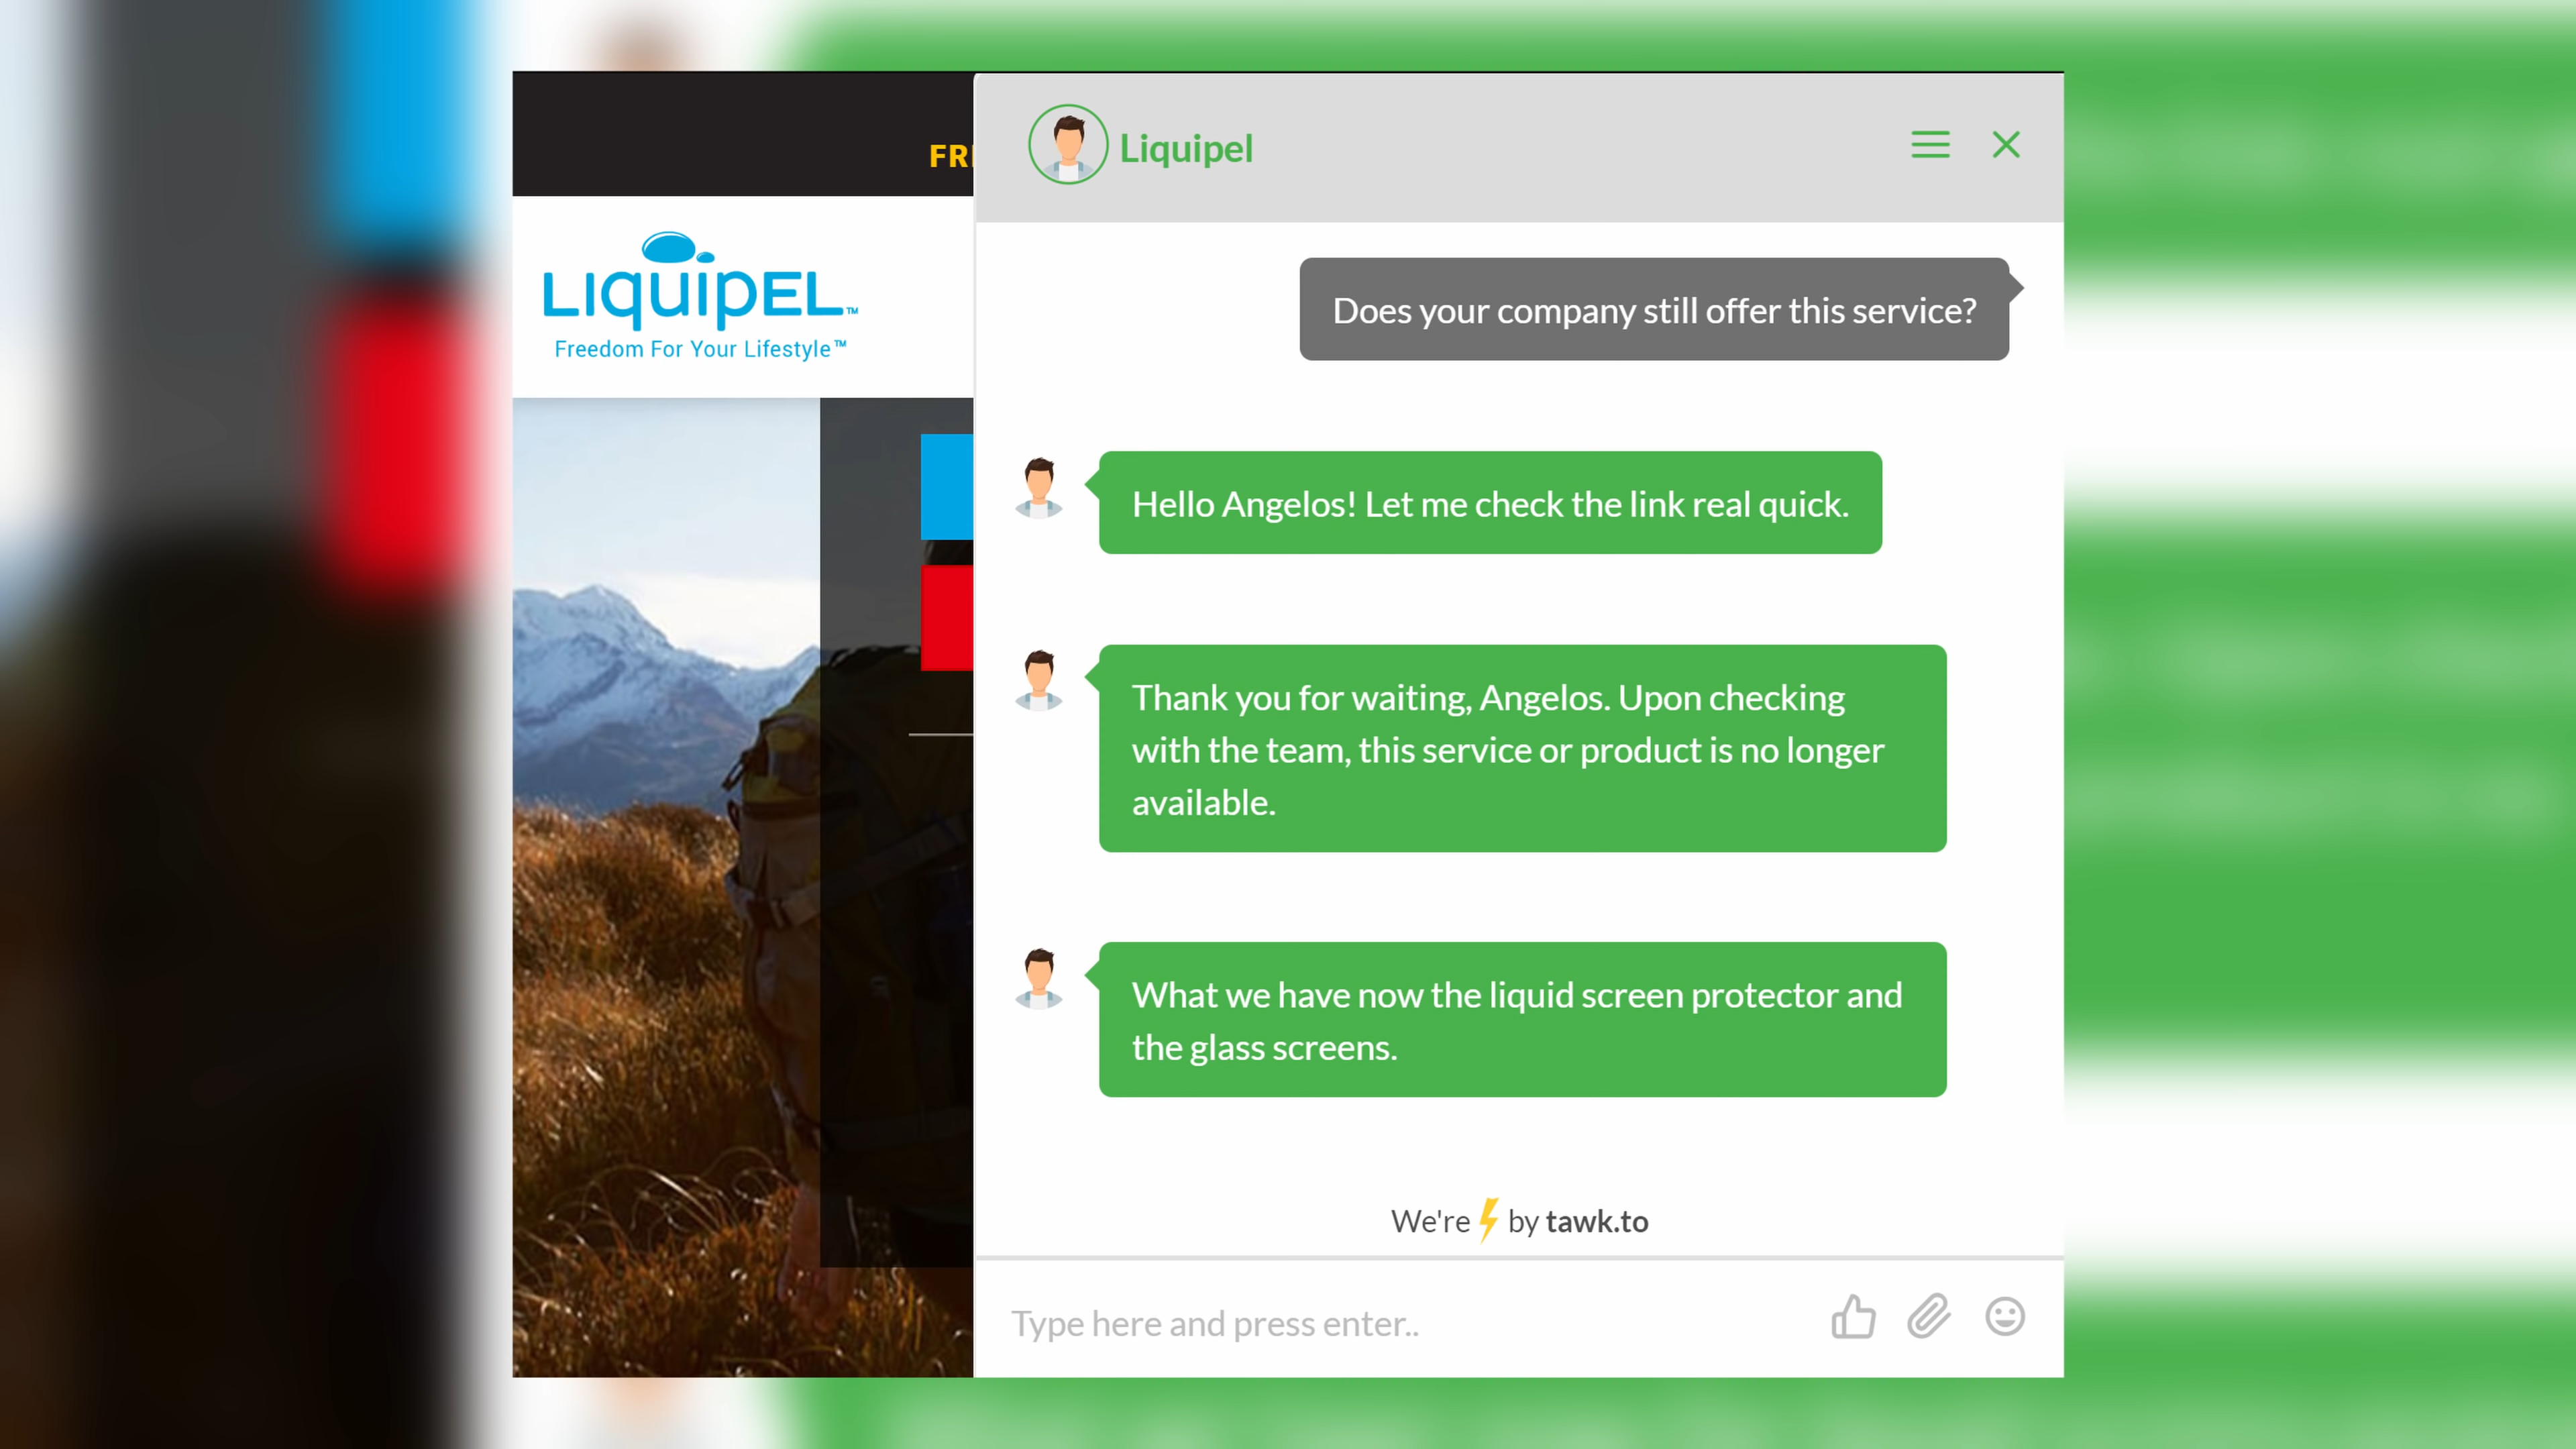 FRE
LIQUIPEL™
Freedom For Your Lifestyle™
Liquipel
Does your company still offer this service?
Hello Angelos! Let me check the link real quick.
Thank you for waiting, Angelos. Upon checking
with the team, this service or product is no longer
available.
What we have now the liquid screen protector and
the glass screens.
We're ⚡ by tawk.to
Type here and press enter..